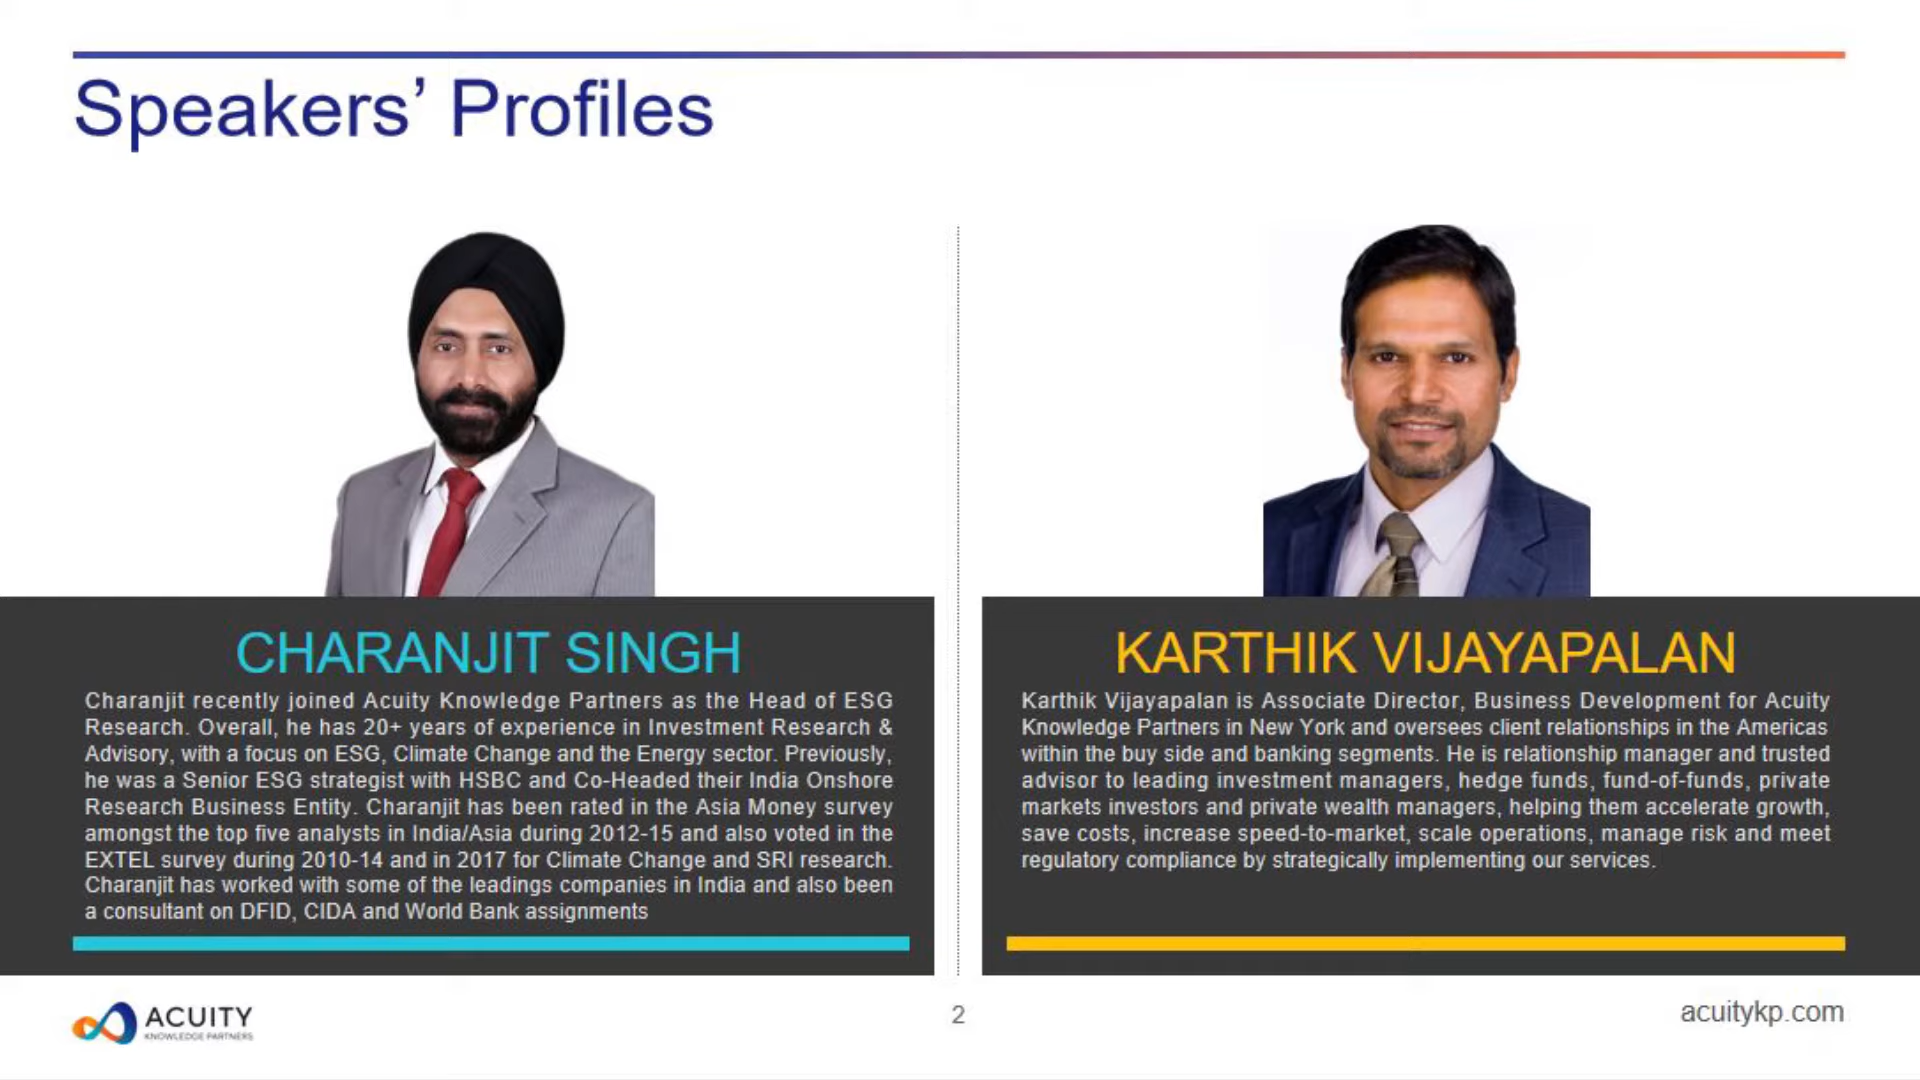 Speakers’ Profiles
CHARANJIT SINGH
Charanjit recently joined Acuity Knowledge Partners as the Head of ESG
Research. Overall, he has 20+ years of experience in Investment Research &
Advisory, with a focus on ESG, Climate Change and the Energy sector. Previously,
he was a Senior ESG strategist with HSBC and Co-Headed their India Onshore
Research Business Entity. Charanjit has been rated in the Asia Money survey
amongst the top five analysts in India/Asia during 2012-15 and also voted in the
EXTEL survey during 2010-14 and in 2017 for Climate Change and SRI research.
Charanjit has worked with some of the leadings companies in India and also been
a consultant on DFID, CIDA and World Bank assignments
KARTHIK VIJAYAPALAN
Karthik Vijayapalan is Associate Director, Business Development for Acuity
Knowledge Partners in New York and oversees client relationships in the Americas
within the buy side and banking segments. He is relationship manager and trusted
advisor to leading investment managers, hedge funds, fund-of-funds, private
markets investors and private wealth managers, helping them accelerate growth,
save costs, increase speed-to-market, scale operations, manage risk and meet
regulatory compliance by strategically implementing our services.
ACUITY
KNOWLEDGE PARTNERS
2
acuitykp.com